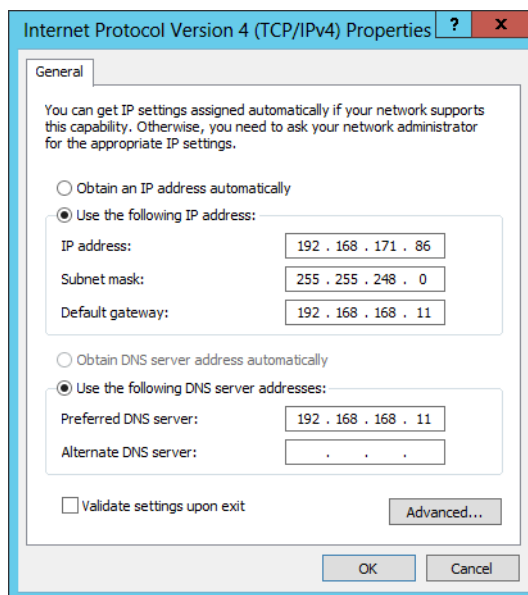 Internet Protocol Version 4 (TCP/IPv4) Properties ? x
General
You can get IP settings assigned automatically if your network supports
this capability. Otherwise, you need to ask your network administrator
for the appropriate IP settings.
Obtain an IP address automatically
Use the following IP address:
IP address: 192 . 168 . 171 . 86
Subnet mask: 255 . 255 . 248 . 0
Default gateway: 192 . 168 . 168 . 11
Obtain DNS server address automatically
Use the following DNS server addresses:
Preferred DNS server: 192 . 168 . 168 . 11
Alternate DNS server: . . .
Validate settings upon exit
Advanced...
OK Cancel